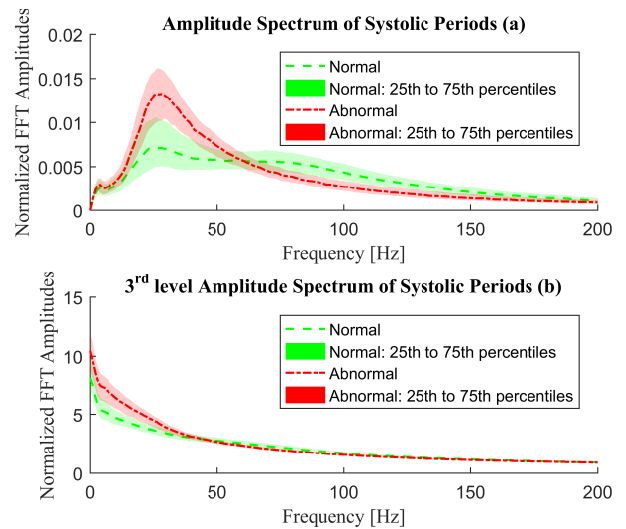 Amplitude Spectrum of Systolic Periods (a)
Normalized FFT Amplitudes
0.02
0.015
0.01
0.005
0
Normal
Normal: 25th to 75th percentiles
Abnormal
Abnormal: 25th to 75th percentiles
0 50 100 150 200
Frequency [Hz]
3rd level Amplitude Spectrum of Systolic Periods (b)
Normalized FFT Amplitudes
15
10
5
0
Normal
Normal: 25th to 75th percentiles
Abnormal
Abnormal: 25th to 75th percentiles
0 50 100 150 200
Frequency [Hz]